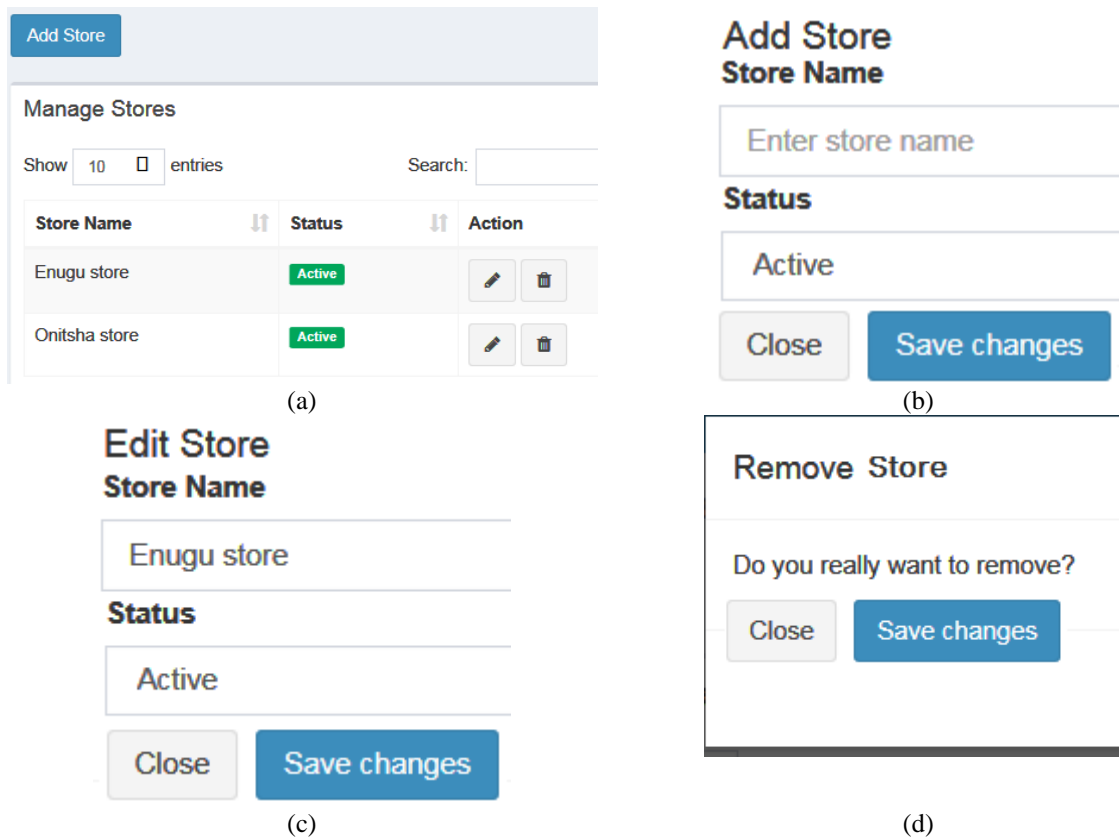 Add Store
Manage Stores
Show 10 entries Search:
Store Name Status Action
Enugu store Active
Onitsha store Active
(a)
Add Store
Store Name
Enter store name
Status
Active
Close Save changes
(b)
Edit Store
Store Name
Enugu store
Status
Active
Close Save changes
(c)
Remove Store
Do you really want to remove?
Close Save changes
(d)